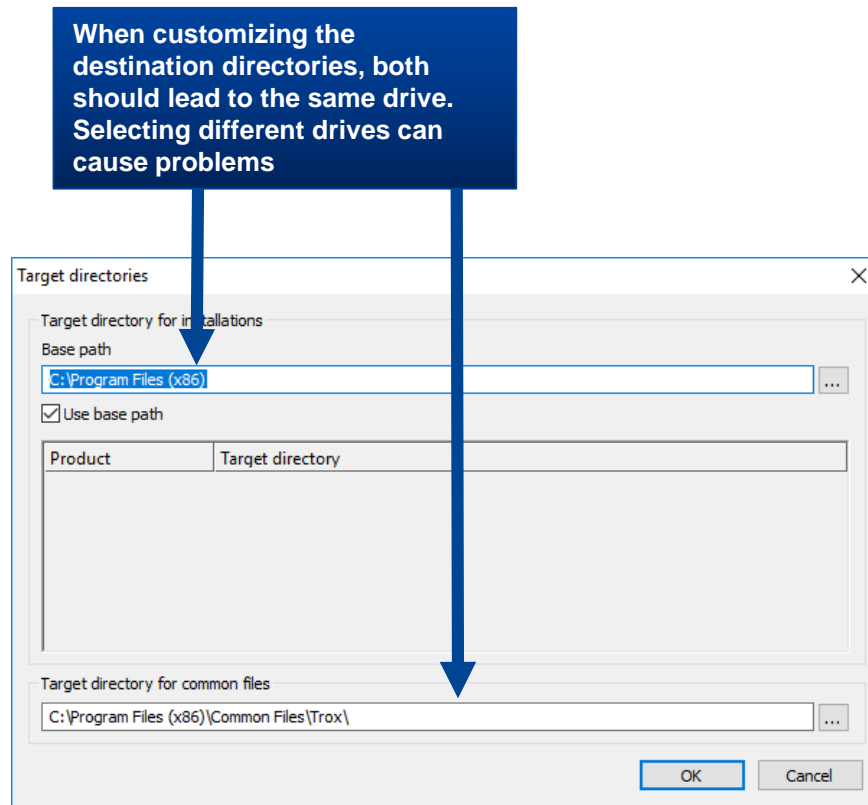 When customizing the
destination directories, both
should lead to the same drive.
Selecting different drives can
cause problems
Target directories
Target directory for installations
Base path
C:\Program Files (x86)
...
Use base path
Product Target directory
Target directory for common files
C:\Program Files (x86)\Common Files\Trox\
...
OK Cancel